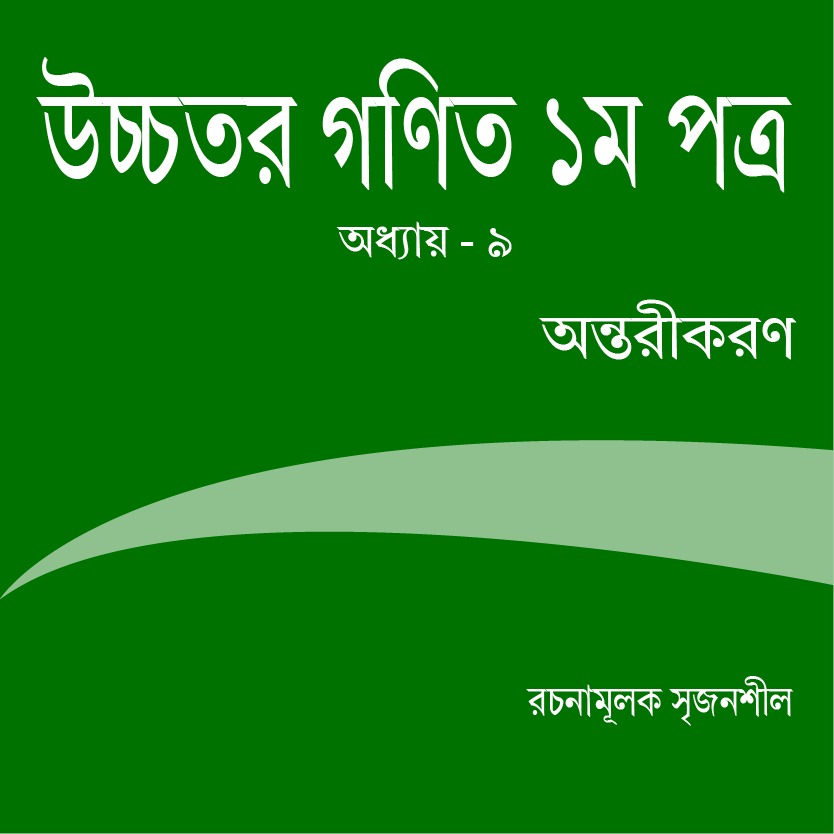 উচ্চতর গণিত ১ম পত্র
অধ্যায় - ৯
অন্তরীকরণ
রচনামূলক সৃজনশীল